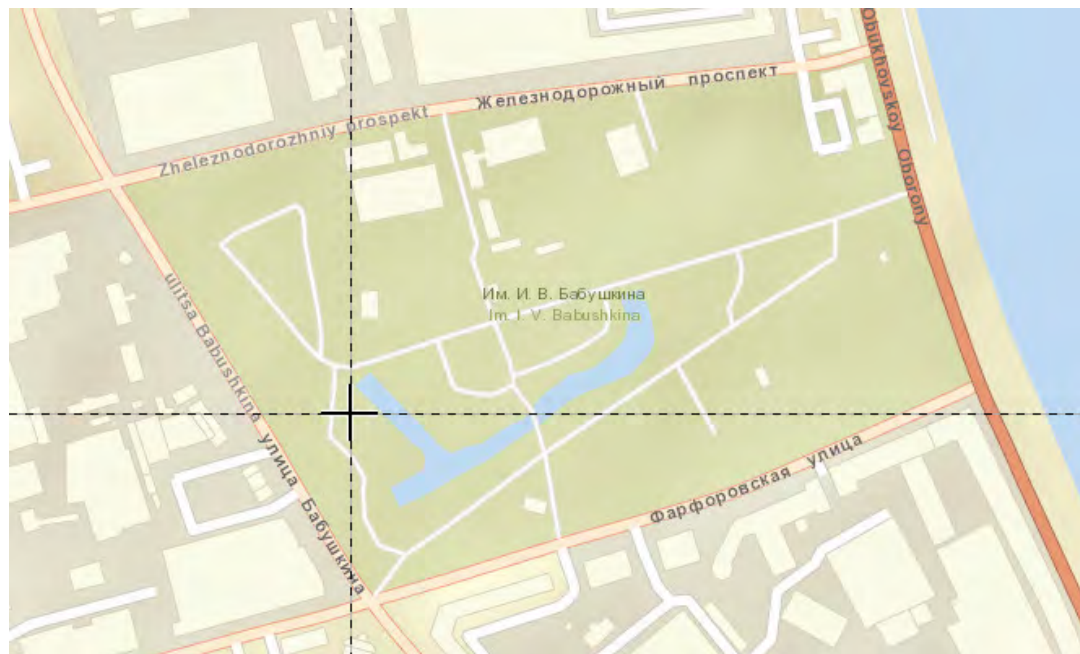 Obukhovskoy Oborony
Железнодорожный проспект
Zheleznodorozhniy prospekt
ulitsa Babushkina улица Бабушкина
Им. И. В. Бабушкина
Im. I. V. Babushkina
Фарфоровская улица